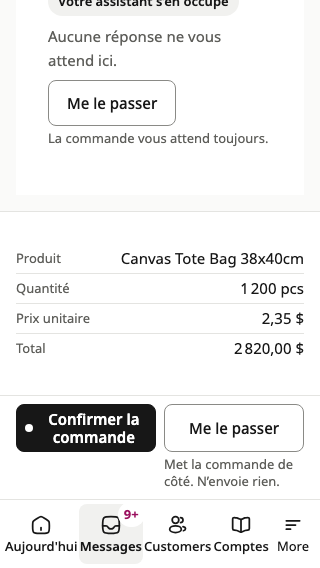 Votre assistant s'en occupe
Aucune réponse ne vous
attend ici.
Me le passer
La commande vous attend toujours.
Produit Canvas Tote Bag 38x40cm
Quantité 1 200 pcs
Prix unitaire 2,35 $
Total 2 820,00 $
Confirmer la
commande
Me le passer
Met la commande de
côté. N’envoie rien.
9+
Aujourd'hui Messages Customers Comptes More